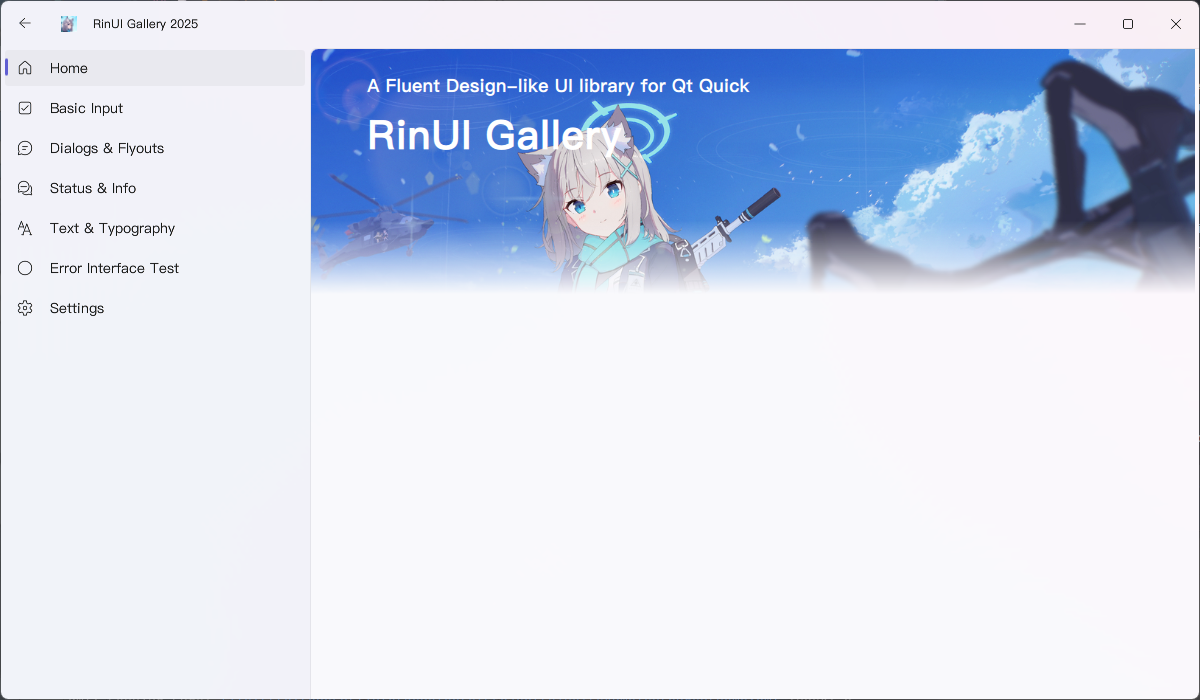 RinUI Gallery 2025
Home
Basic Input
Dialogs & Flyouts
Status & Info
Text & Typography
Error Interface Test
Settings
A Fluent Design-like UI library for Qt Quick
RinUI Gallery